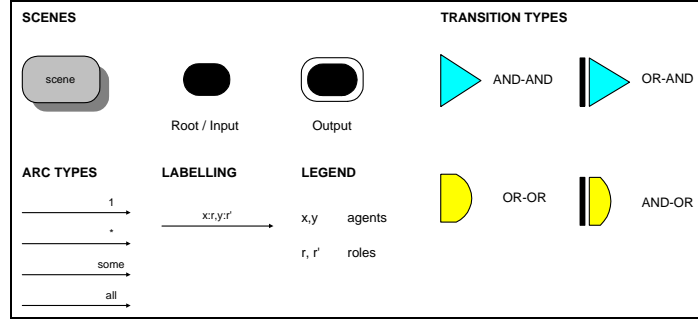 SCENES
TRANSITION TYPES
scene
AND-AND
OR-AND
Root / Input
Output
ARC TYPES
LABELLING
LEGEND
1
x:r,y:r'
x,y agents
*
OR-OR
AND-OR
r, r' roles
some
all